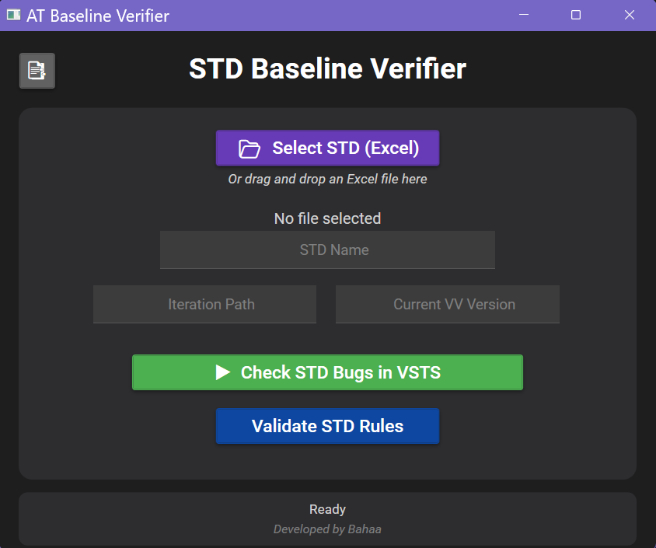 AT Baseline Verifier
STD Baseline Verifier
Select STD (Excel)
Or drag and drop an Excel file here
No file selected
STD Name
Iteration Path
Current VV Version
Check STD Bugs in VSTS
Validate STD Rules
Ready
Developed by Bahaa